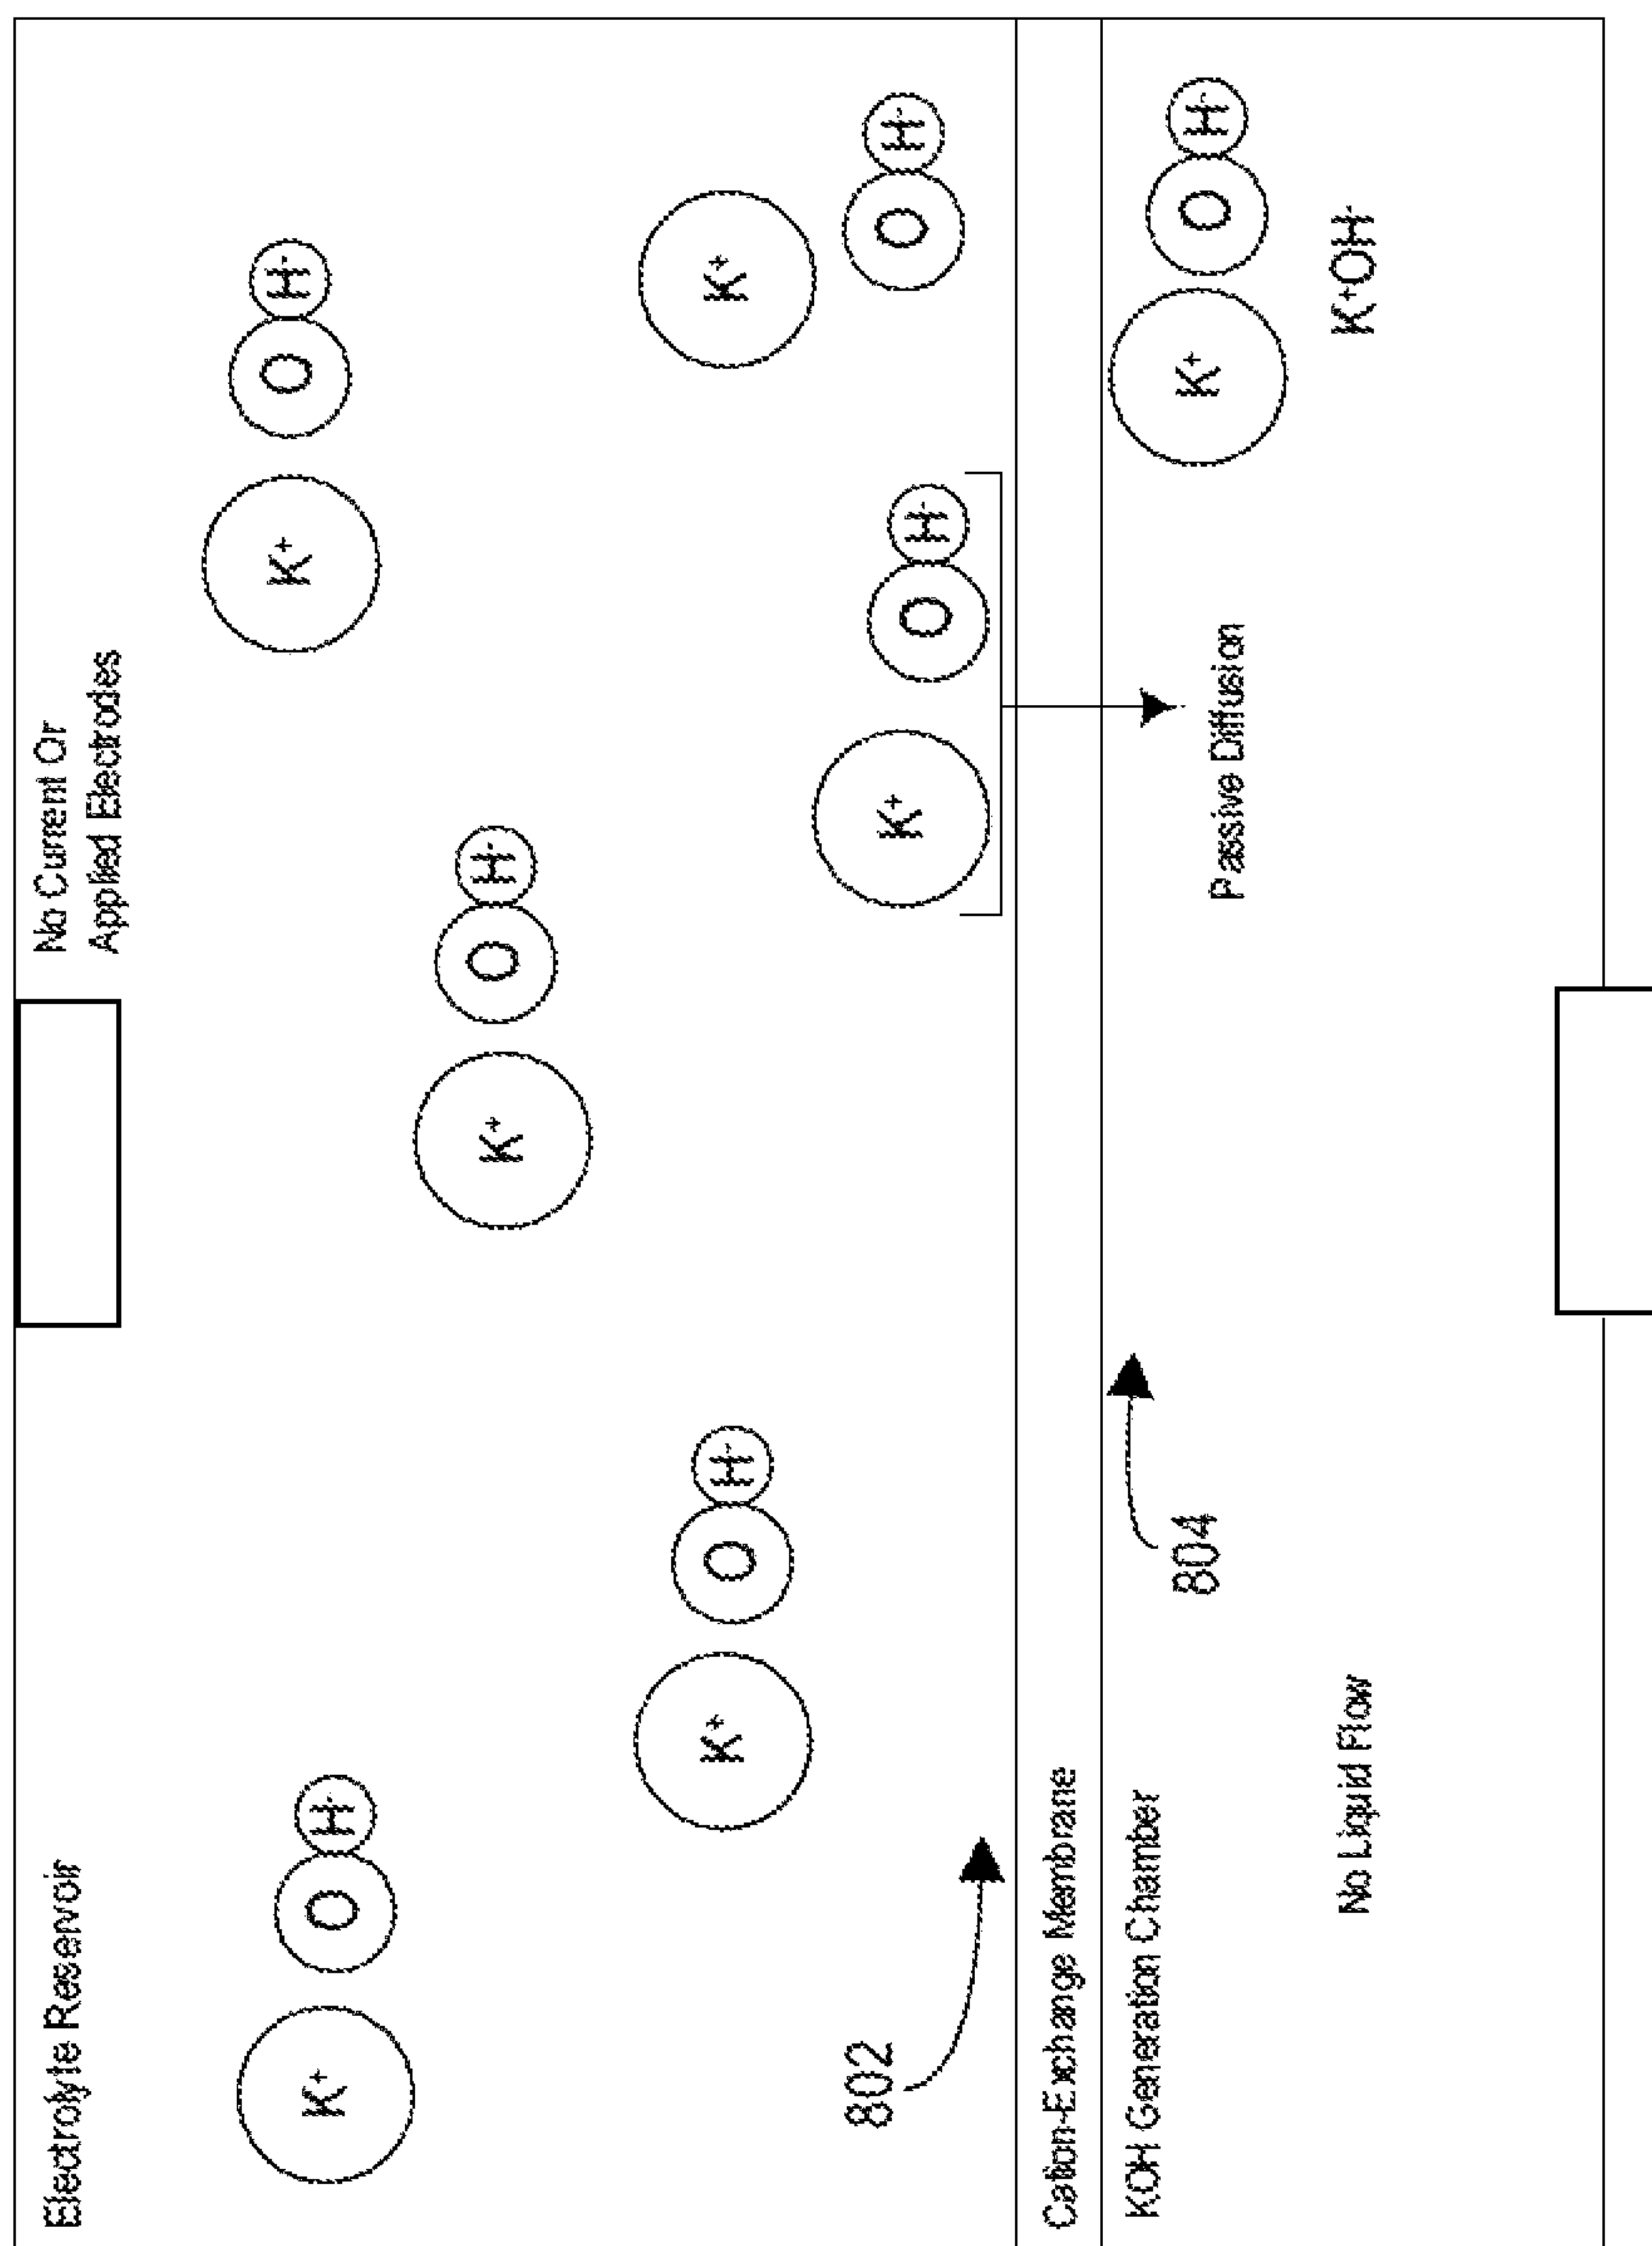 Electrolyte Reservoir
No Current Or
Applied Electrodes
K⁺ O H⁻
K⁺ O H⁻
K⁺ O H⁻
K⁺ O H⁻
K⁺
O H⁻
K⁺ O H⁻
802
Cation-Exchange Membrane
KOH Generation Chamber
804
Passive Diffusion
K⁺ O H⁻
No Liquid Flow
K⁺OH⁻